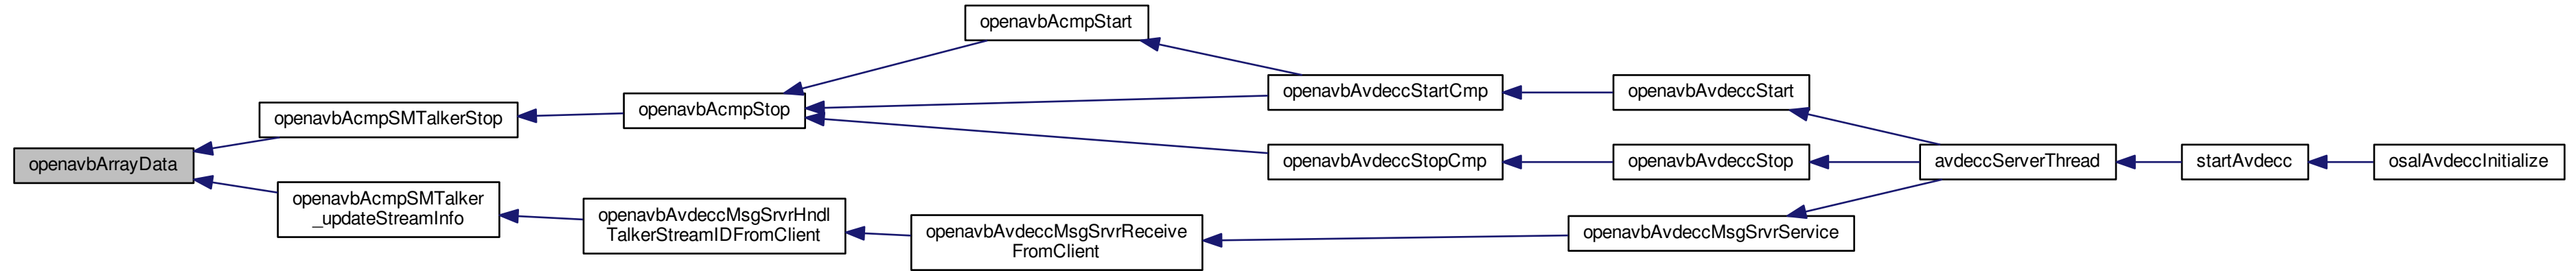 openavbArrayData
openavbAcmpSMTalkerStop
openavbAcmpSMTalker
_updateStreamInfo
openavbAcmpStop
openavbAvdeccMsgSrvrHndl
TalkerStreamIDFromClient
openavbAcmpStart
openavbAvdeccMsgSrvrReceive
FromClient
openavbAvdeccStartCmp
openavbAvdeccStopCmp
openavbAvdeccStart
openavbAvdeccStop
openavbAvdeccMsgSrvrService
avdeccServerThread
startAvdecc
osalAvdeccInitialize